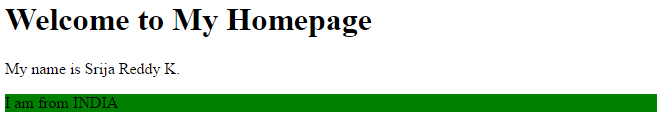 Welcome to My Homepage
My name is Srija Reddy K.
I am from INDIA